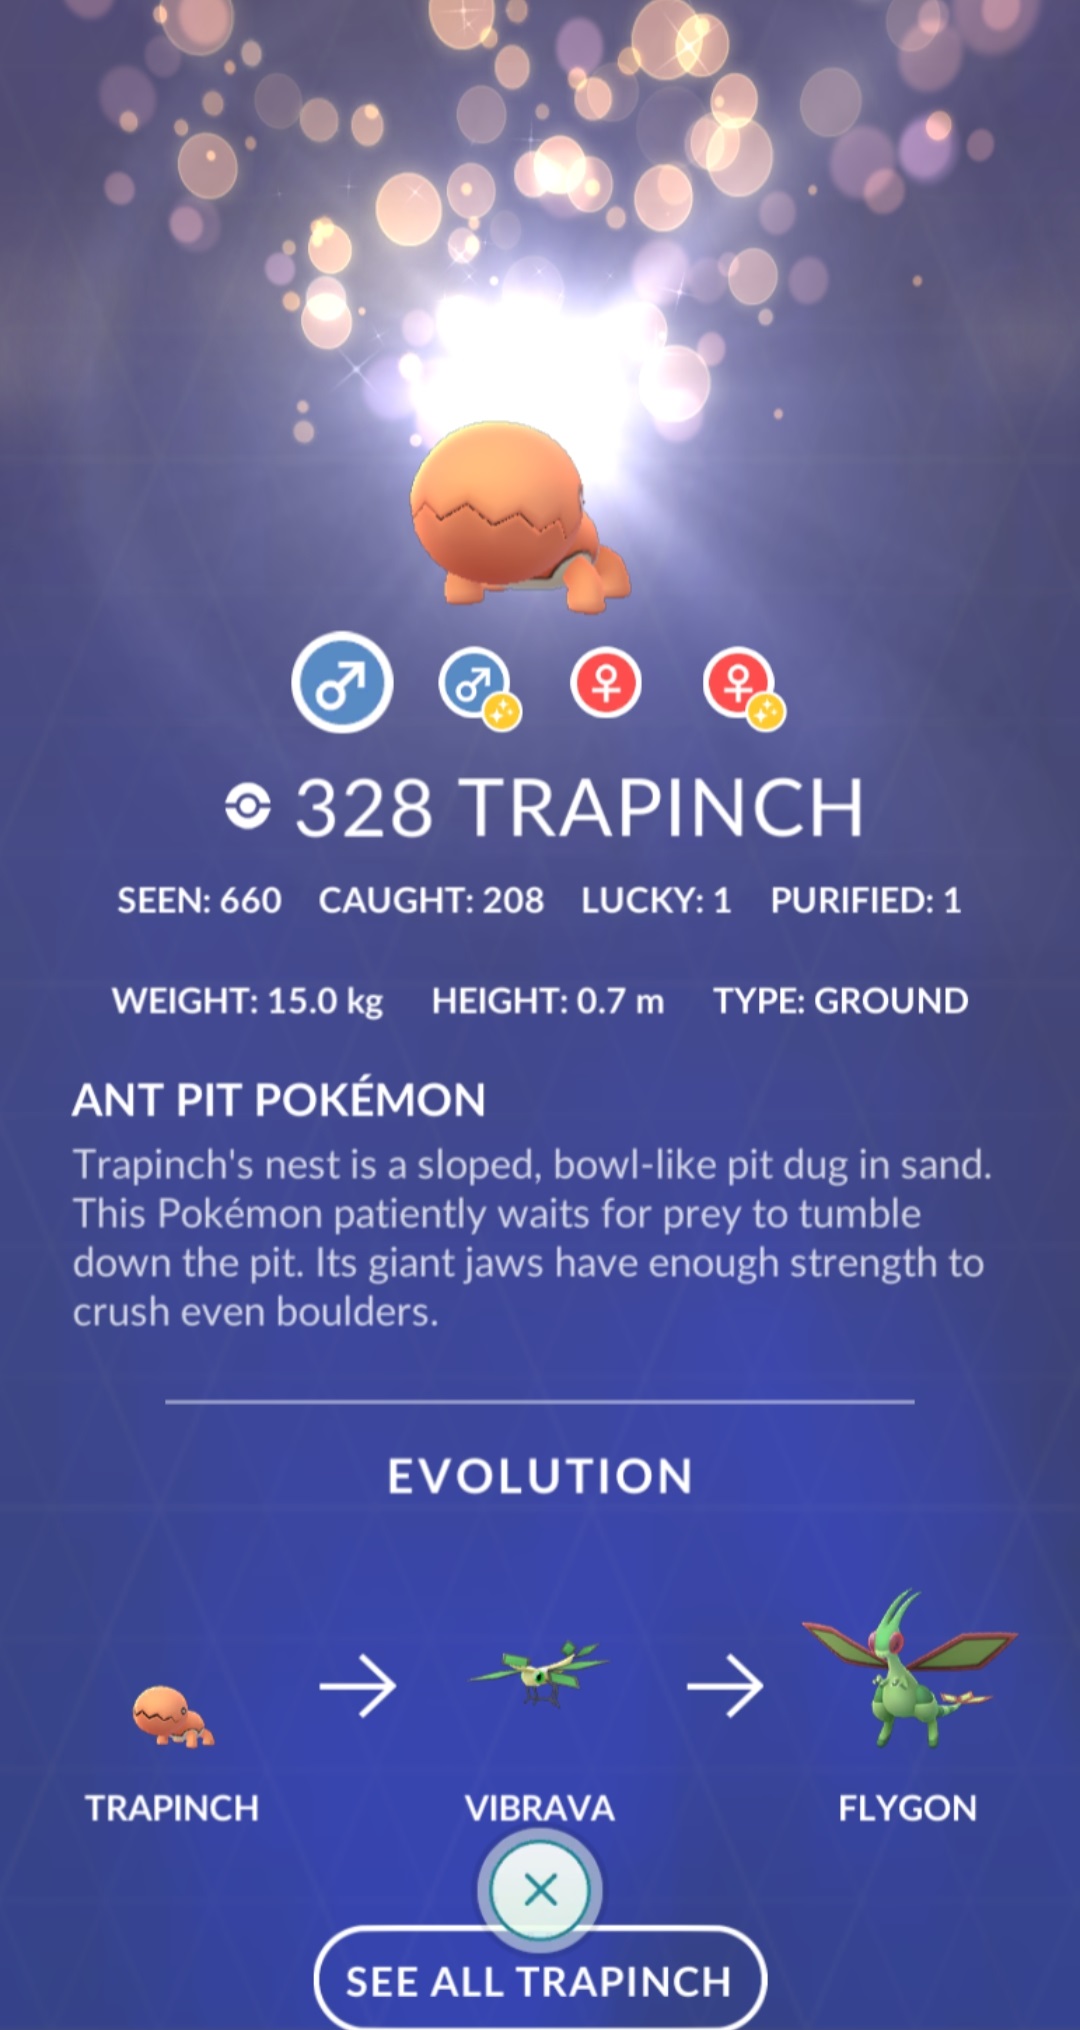 328 TRAPINCH
SEEN: 660 CAUGHT: 208 LUCKY: 1 PURIFIED: 1
WEIGHT: 15.0 kg HEIGHT: 0.7 m TYPE: GROUND
ANT PIT POKÉMON
Trapinch's nest is a sloped, bowl-like pit dug in sand.
This Pokémon patiently waits for prey to tumble
down the pit. Its giant jaws have enough strength to
crush even boulders.
EVOLUTION
TRAPINCH VIBRAVA FLYGON
SEE ALL TRAPINCH